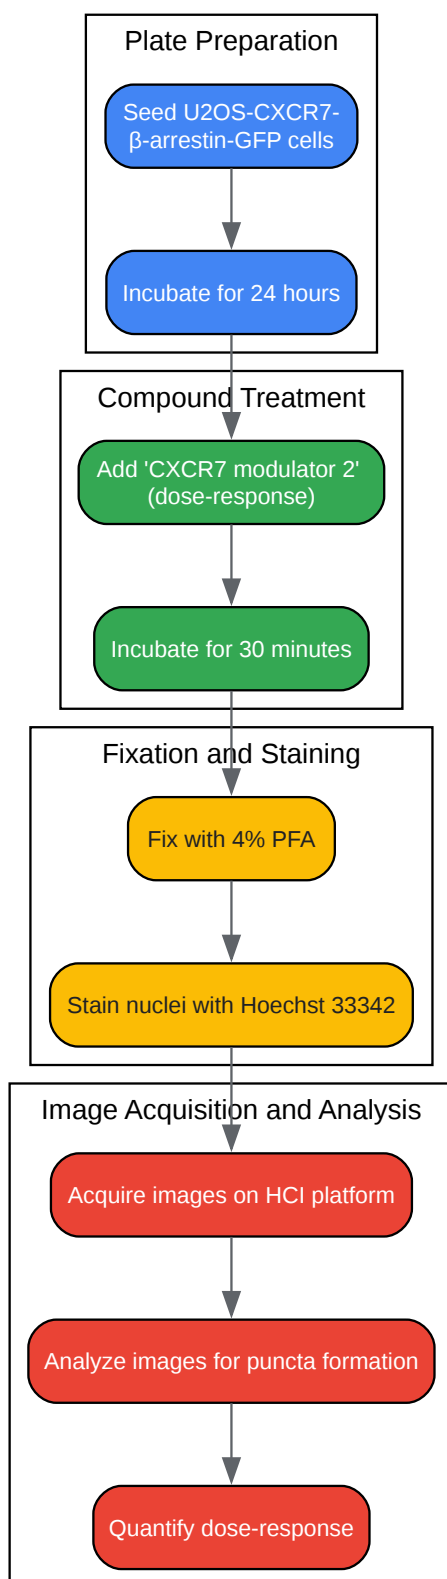 Plate Preparation
Seed U2OS-CXCR7-
β-arrestin-GFP cells
Incubate for 24 hours
Compound Treatment
Add 'CXCR7 modulator 2'
(dose-response)
Incubate for 30 minutes
Fixation and Staining
Fix with 4% PFA
Stain nuclei with Hoechst 33342
Image Acquisition and Analysis
Acquire images on HCI platform
Analyze images for puncta formation
Quantify dose-response